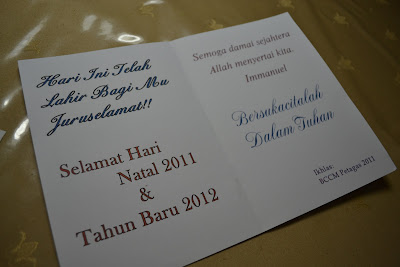 Hari Ini Telah
Lahir Bagi Mu
Juruselamat!!
Selamat Hari
Natal 2011
&
Tahun Baru 2012
Semoga damai sejahtera
Allah menyertai kita.
Immanuel
Bersukacitalah
Dalam Tuhan
Ikhlas,
BCCM Petagas 2011